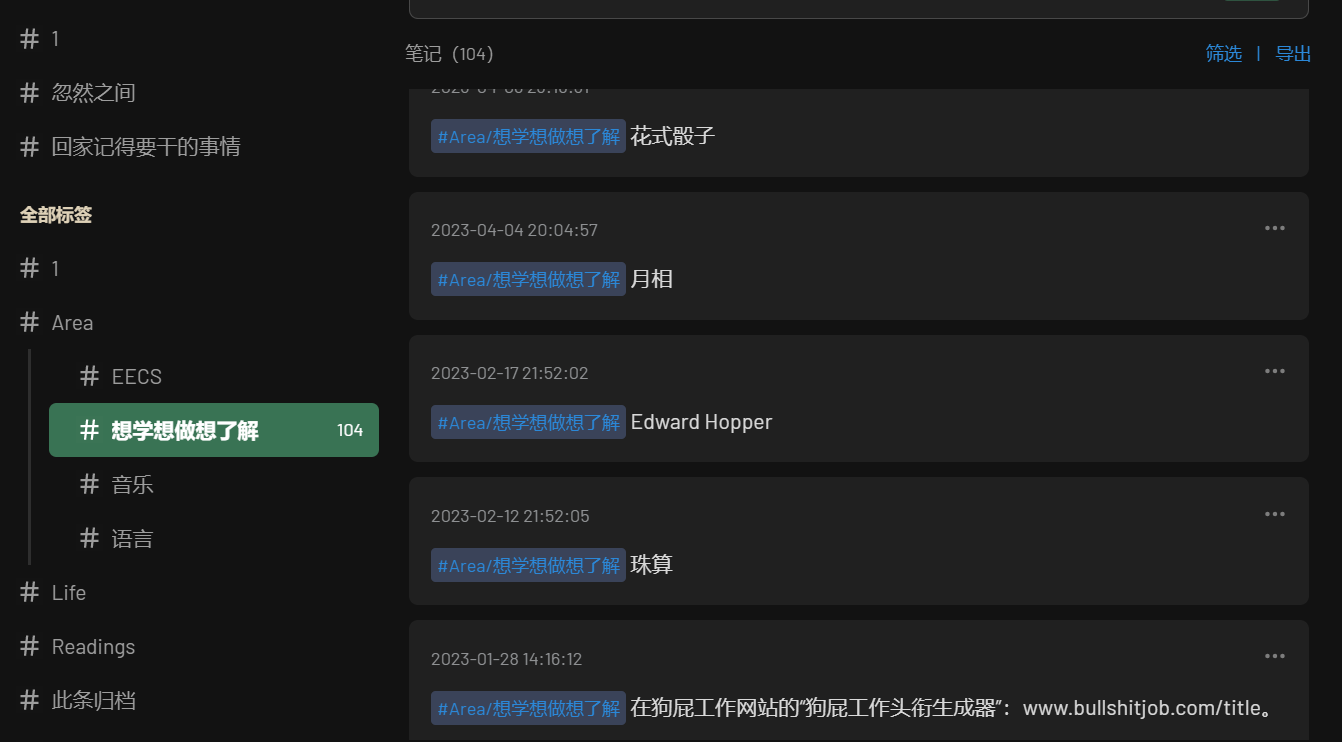 # 1
# 忽然之间
# 回家记得要干的事情
全部标签
# 1
# Area
# EECS
# 想学想做想了解 104
# 音乐
# 语言
# Life
# Readings
# 此条归档
笔记（104） 筛选 | 导出
#Area/想学想做想了解 花式骰子
2023-04-04 20:04:57
#Area/想学想做想了解 月相
2023-02-17 21:52:02
#Area/想学想做想了解 Edward Hopper
2023-02-12 21:52:05
#Area/想学想做想了解 珠算
2023-01-28 14:16:12
#Area/想学想做想了解 在狗屁工作网站的“狗屁工作头衔生成器”：www.bullshitjob.com/title。